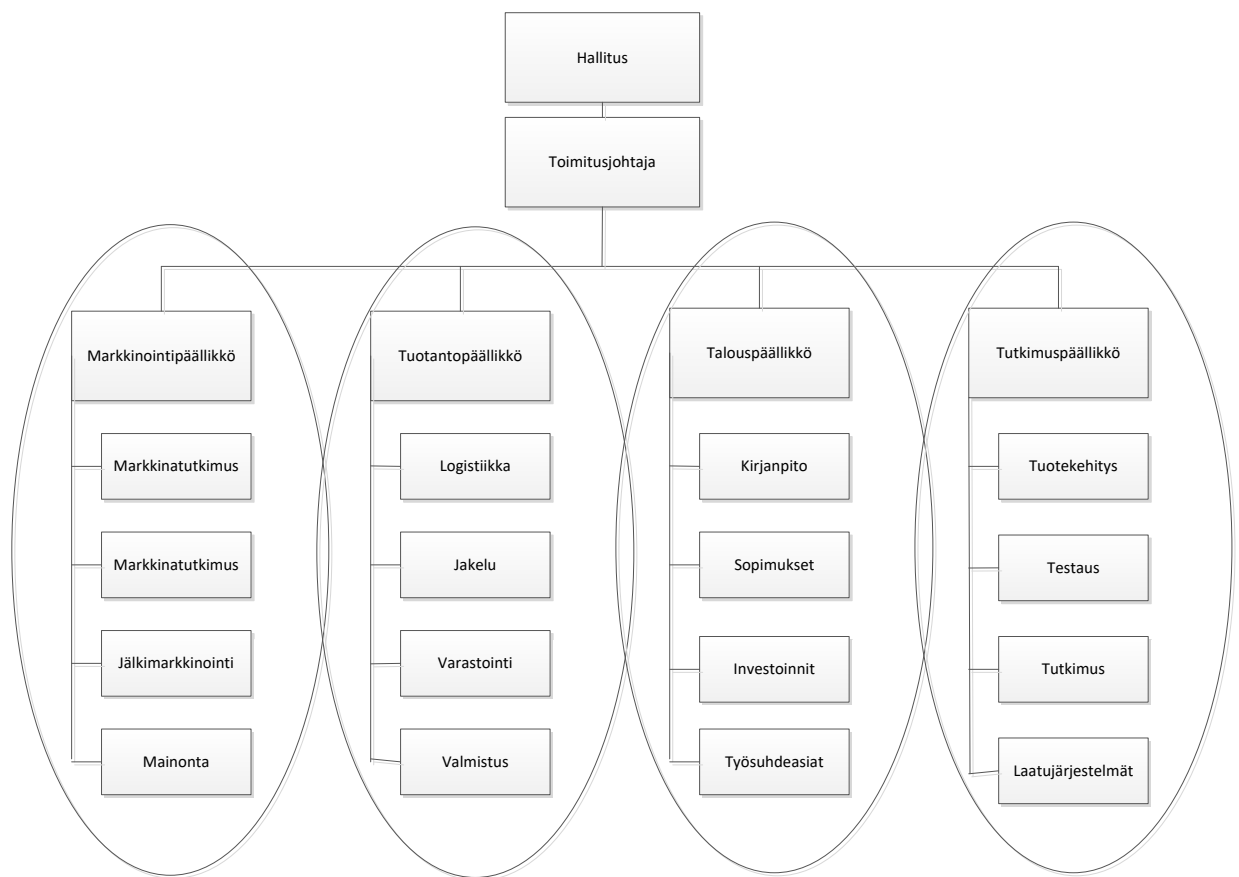 Hallitus
Toimitusjohtaja
Markkinointipäällikkö
Tuotantopäällikkö
Talouspäällikkö
Tutkimuspäällikkö
Markkinatutkimus
Logistiikka
Kirjanpito
Tuotekehitys
Markkinatutkimus
Jakelu
Sopimukset
Testaus
Jälkimarkkinointi
Varastointi
Investoinnit
Tutkimus
Mainonta
Valmistus
Työsuhdeasiat
Laatujärjestelmät